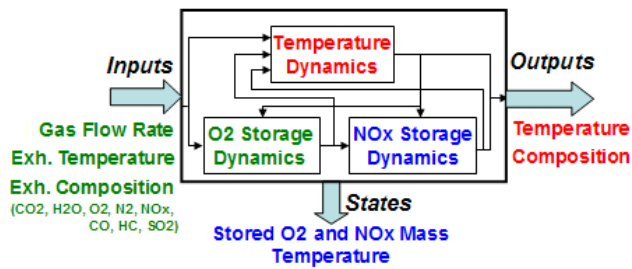 Inputs
Gas Flow Rate
Exh. Temperature
Exh. Composition
(CO2, H2O, O2, N2, NOx,
CO, HC, SO2)
Temperature
Dynamics
O2 Storage
Dynamics
NOx Storage
Dynamics
Outputs
Temperature
Composition
States
Stored O2 and NOx Mass
Temperature